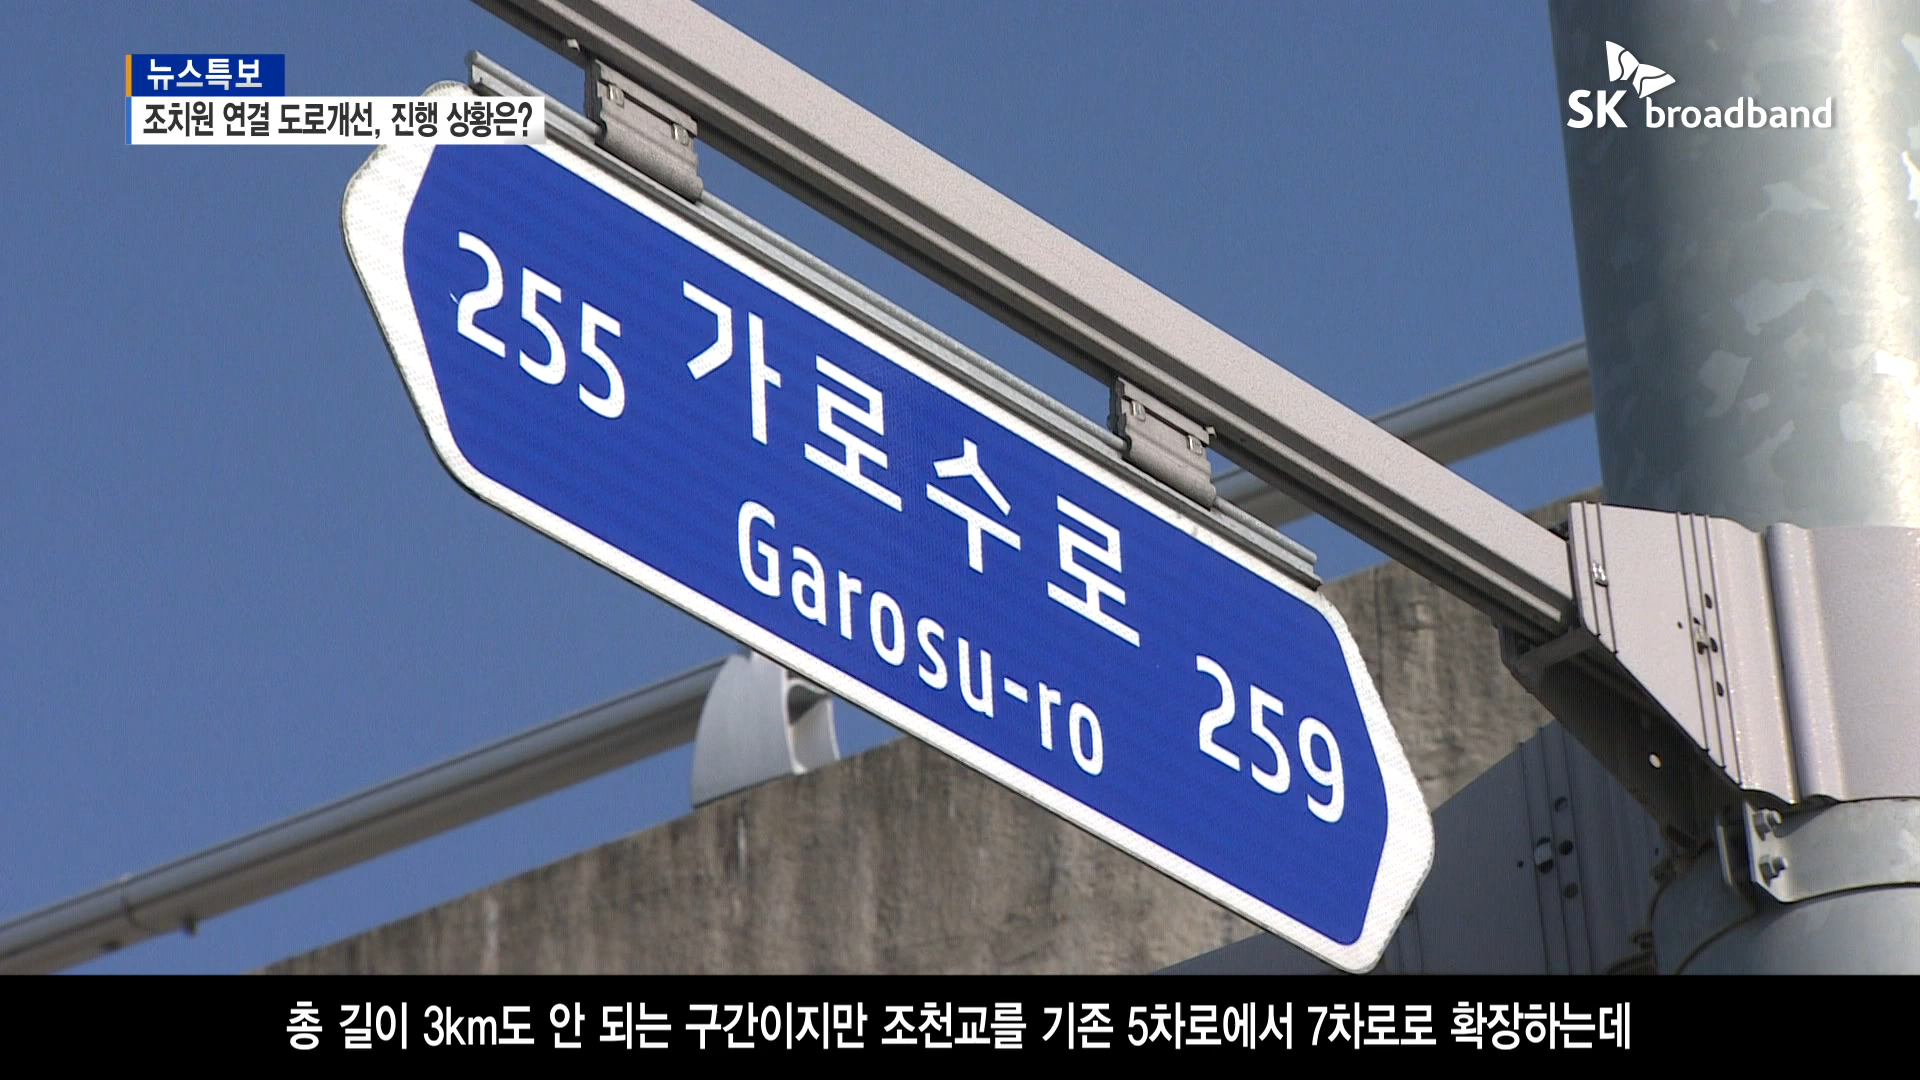 뉴스특보
조치원 연결 도로개선, 진행 상황은?
SK broadband
255 가로수로 259
Garosu-ro
총 길이 3km도 안 되는 구간이지만 조천교를 기존 5차로에서 7차로로 확장하는데